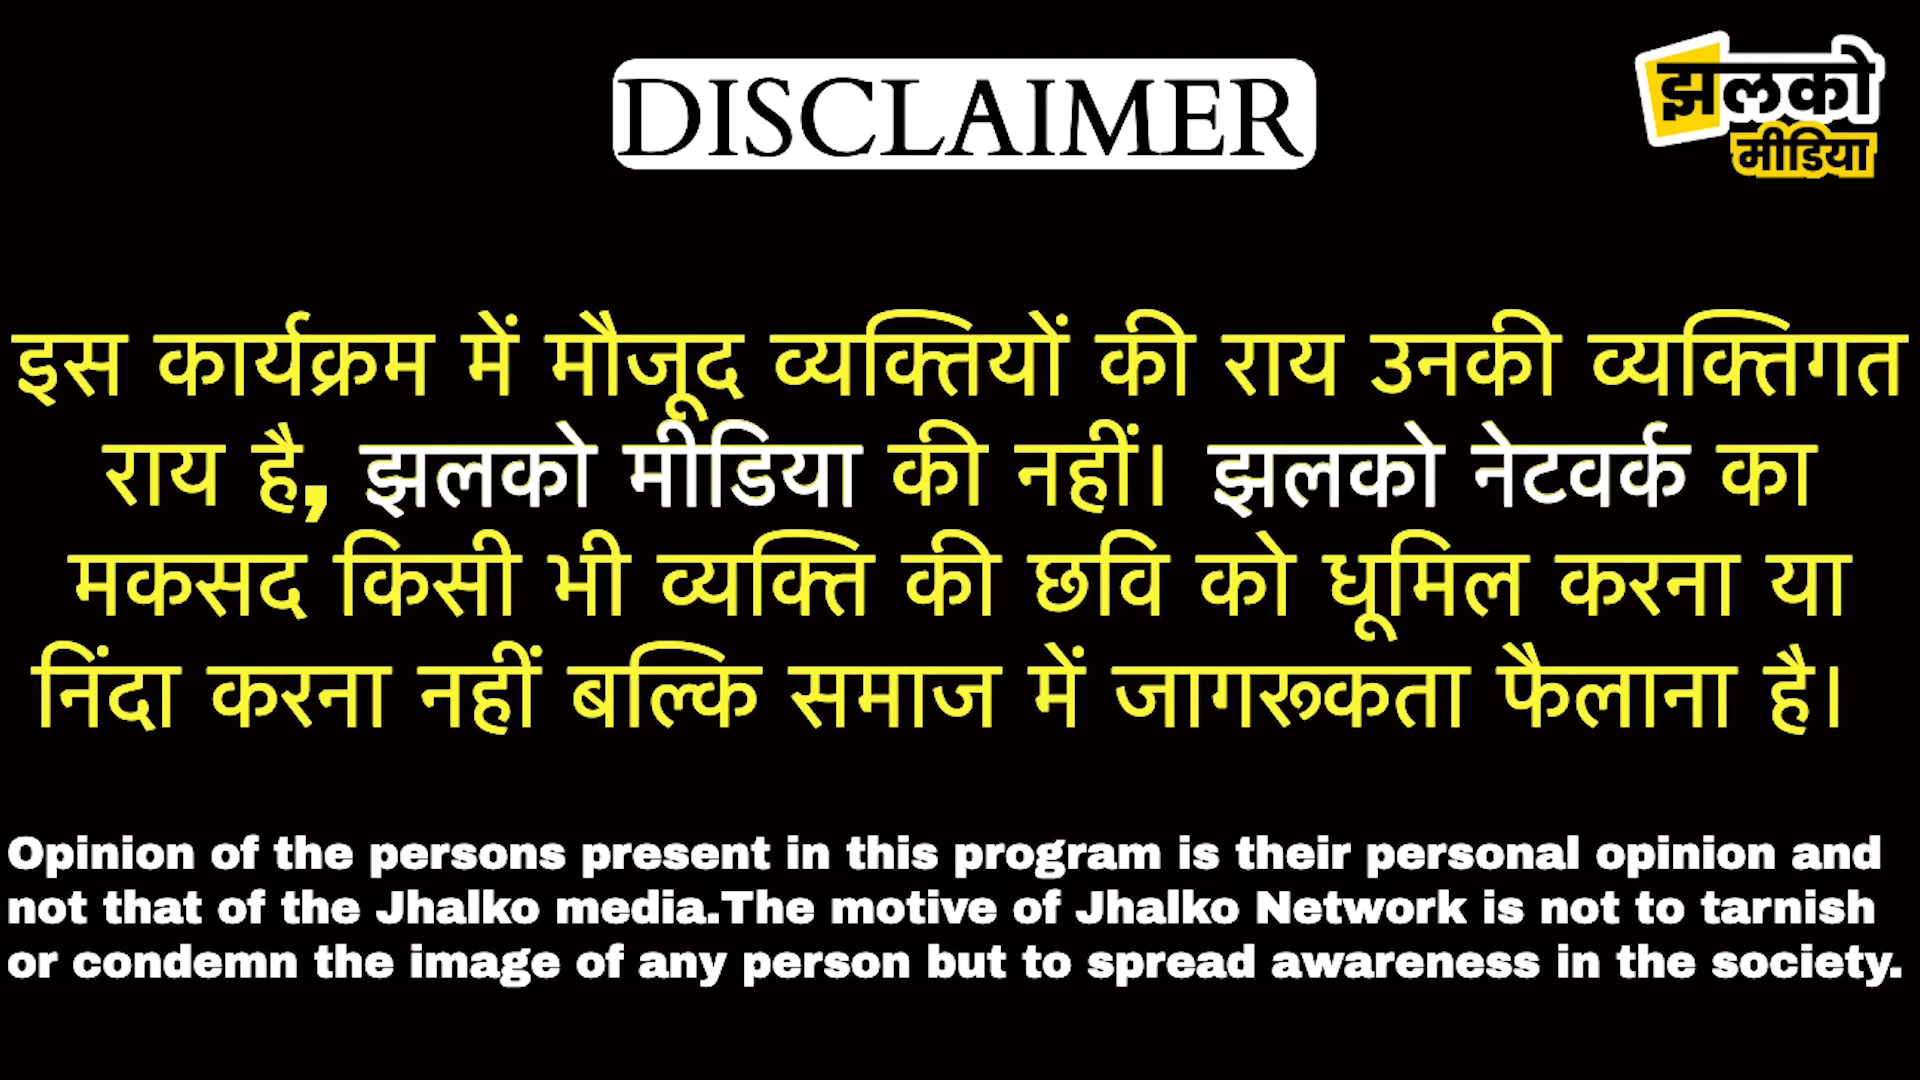 DISCLAIMER
झलको
मीडिया
इस कार्यक्रम में मौजूद व्यक्तियों की राय उनकी व्यक्तिगत
राय है, झलको मीडिया की नहीं। झलको नेटवर्क का
मकसद किसी भी व्यक्ति की छवि को धूमिल करना या
निंदा करना नहीं बल्कि समाज में जागरूकता फैलाना है।
Opinion of the persons present in this program is their personal opinion and
not that of the Jhalko media.The motive of Jhalko Network is not to tarnish
or condemn the image of any person but to spread awareness in the society.